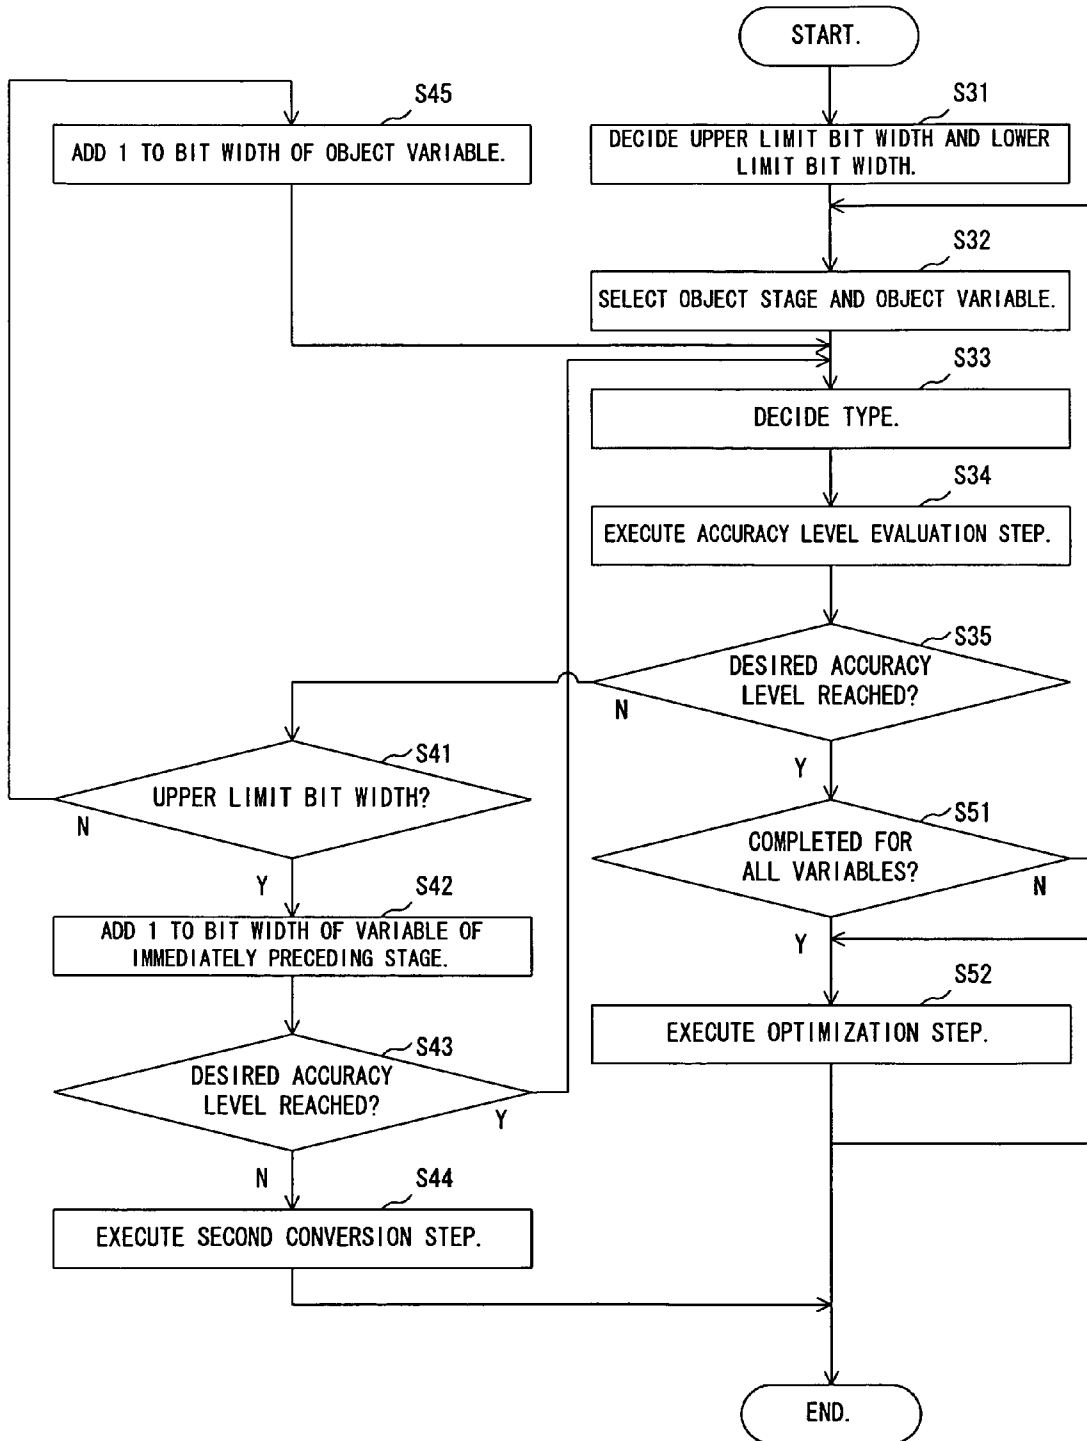 START.
S31
DECIDE UPPER LIMIT BIT WIDTH AND LOWER
LIMIT BIT WIDTH.
S32
SELECT OBJECT STAGE AND OBJECT VARIABLE.
S33
DECIDE TYPE.
S34
EXECUTE ACCURACY LEVEL EVALUATION STEP.
S35
DESIRED ACCURACY
LEVEL REACHED?
N
Y
S41
UPPER LIMIT BIT WIDTH?
N
Y
S42
ADD 1 TO BIT WIDTH OF VARIABLE OF
IMMEDIATELY PRECEDING STAGE.
S43
DESIRED ACCURACY
LEVEL REACHED?
Y
N
S44
EXECUTE SECOND CONVERSION STEP.
S45
ADD 1 TO BIT WIDTH OF OBJECT VARIABLE.
S51
COMPLETED FOR
ALL VARIABLES?
N
Y
S52
EXECUTE OPTIMIZATION STEP.
END.